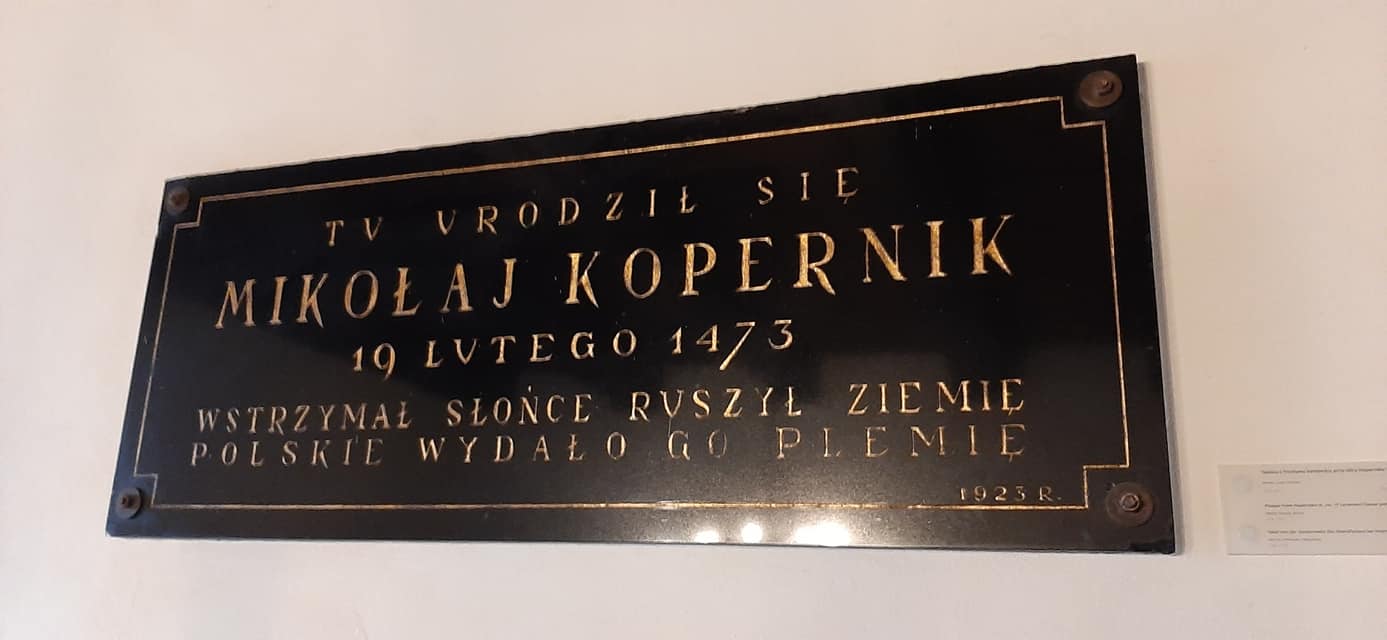 TV VRODZIŁ SIĘ
MIKOŁAJ KOPERNIK
19 LVTEGO 1473
WSTRZYMAŁ SŁOŃCE RVSZYŁ ZIEMIĘ
POLSKIE WYDAŁO GO PLEMIĘ
1923 R.